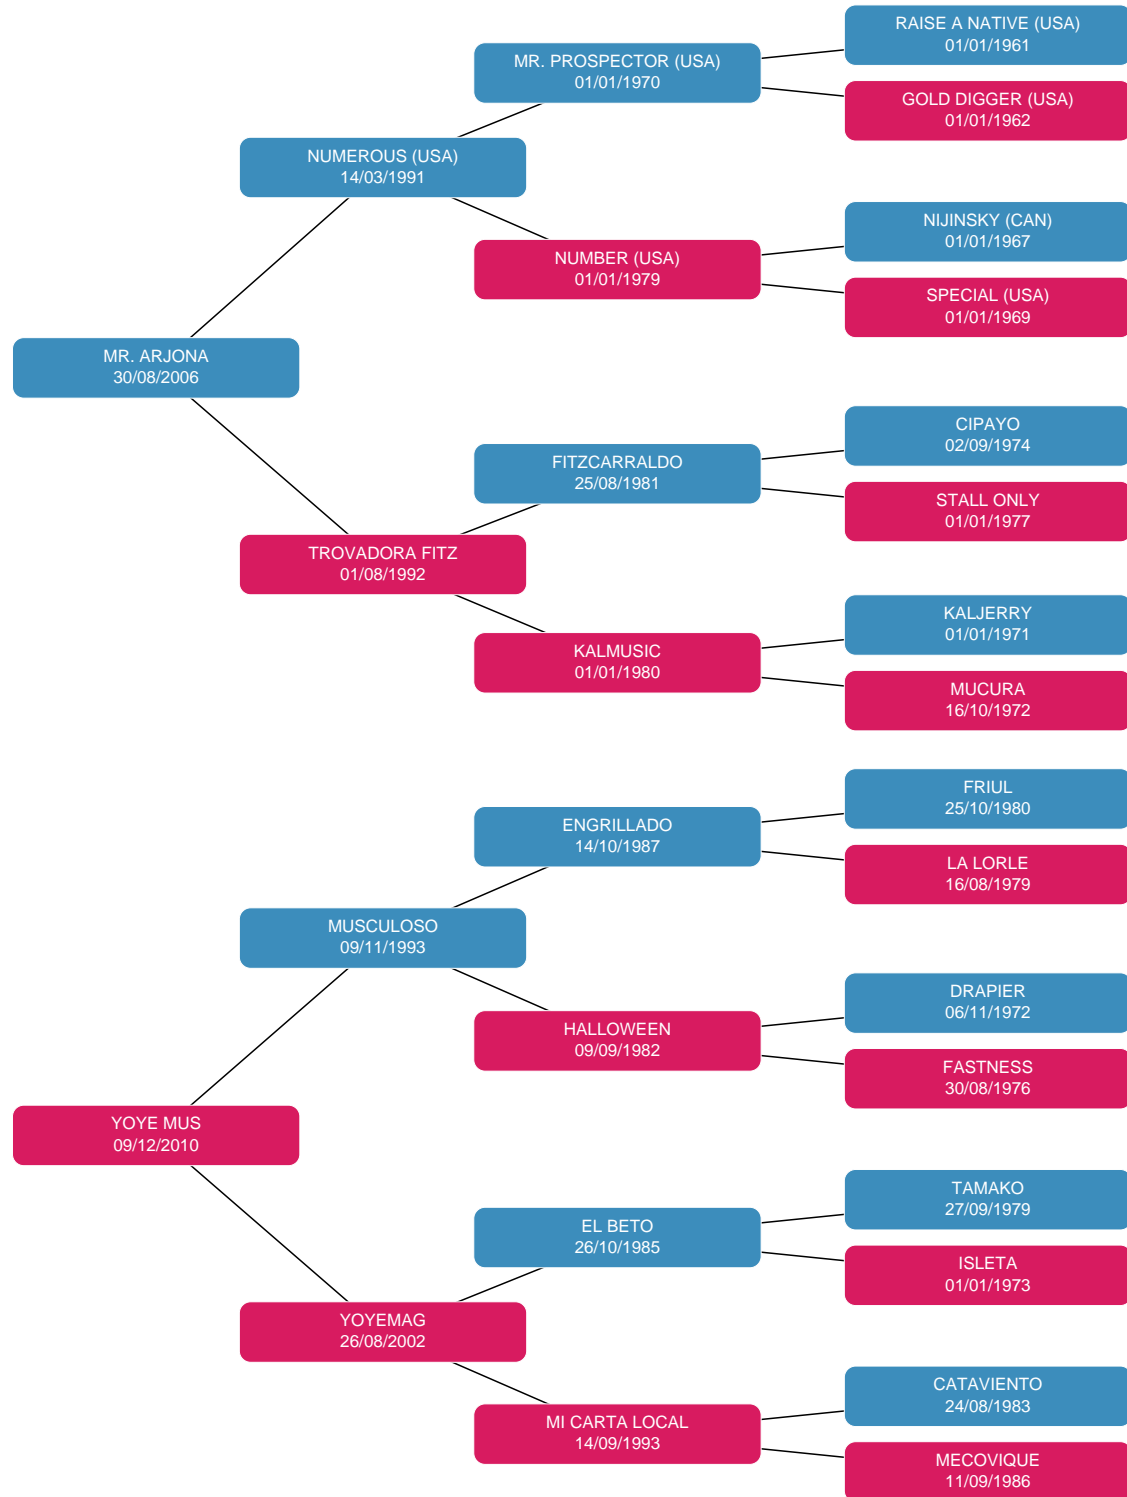 RAISE A NATIVE (USA)
01/01/1961
MR. PROSPECTOR (USA)
01/01/1970
GOLD DIGGER (USA)
01/01/1962
NUMEROUS (USA)
14/03/1991
NIJINSKY (CAN)
01/01/1967
NUMBER (USA)
01/01/1979
SPECIAL (USA)
01/01/1969
MR. ARJONA
30/08/2006
CIPAYO
02/09/1974
FITZCARRALDO
25/08/1981
STALL ONLY
01/01/1977
TROVADORA FITZ
01/08/1992
KALJERRY
01/01/1971
KALMUSIC
01/01/1980
MUCURA
16/10/1972
FRIUL
25/10/1980
ENGRILLADO
14/10/1987
LA LORLE
16/08/1979
MUSCULOSO
09/11/1993
DRAPIER
06/11/1972
HALLOWEEN
09/09/1982
FASTNESS
30/08/1976
YOYE MUS
09/12/2010
TAMAKO
27/09/1979
EL BETO
26/10/1985
ISLETA
01/01/1973
YOYEMAG
26/08/2002
CATAVIENTO
24/08/1983
MI CARTA LOCAL
14/09/1993
MECOVIQUE
11/09/1986